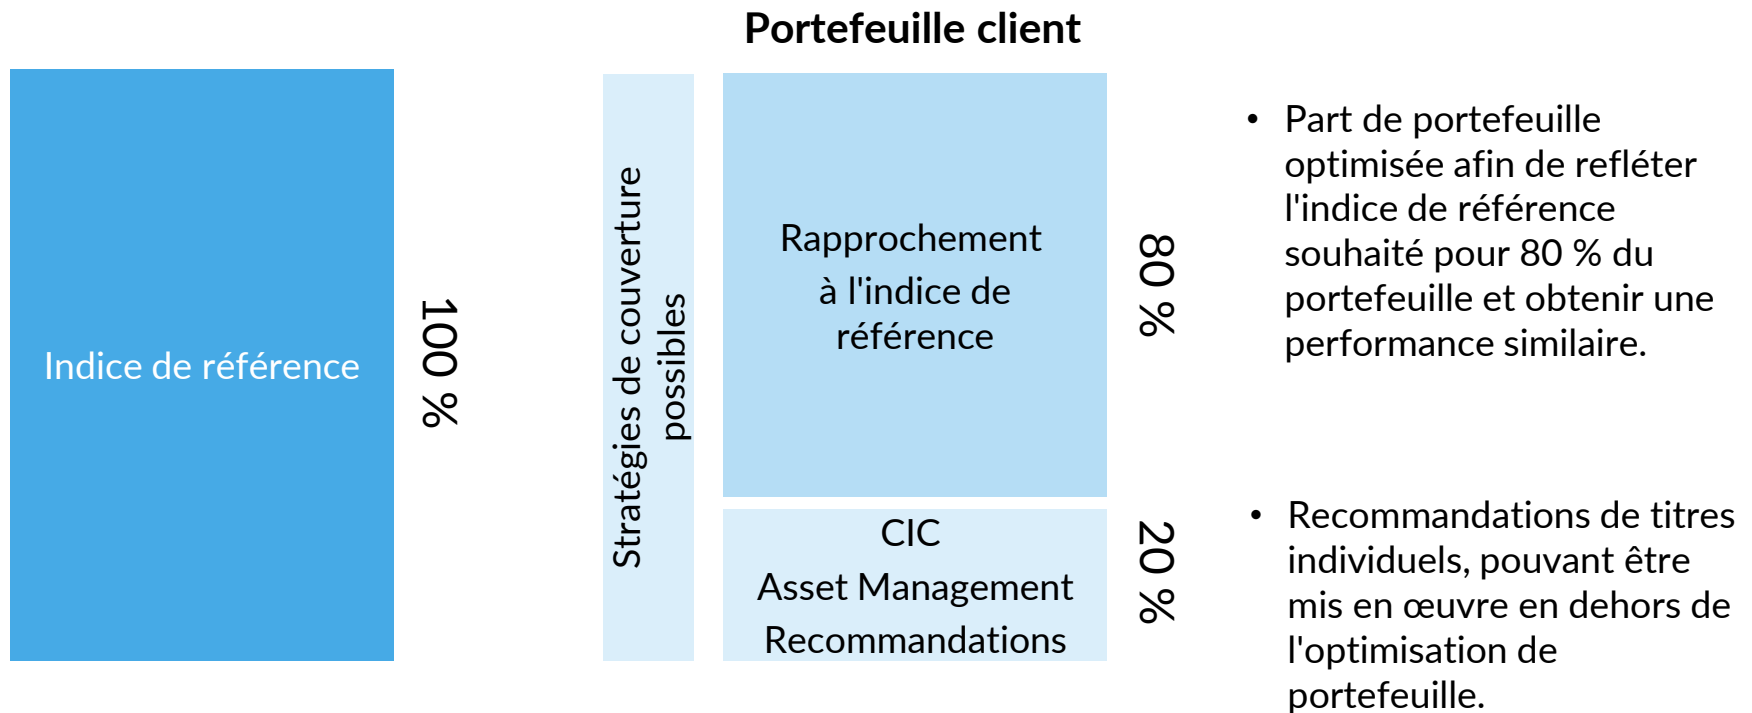 Portefeuille client
Indice de référence
100 %
Stratégies de couverture
possibles
Rapprochement
à l'indice de
référence
80 %
• Part de portefeuille
optimisée afin de refléter
l'indice de référence
souhaité pour 80 % du
portefeuille et obtenir une
performance similaire.
CIC
Asset Management
Recommandations
20 %
• Recommandations de titres
individuels, pouvant être
mis en œuvre en dehors de
l'optimisation de
portefeuille.